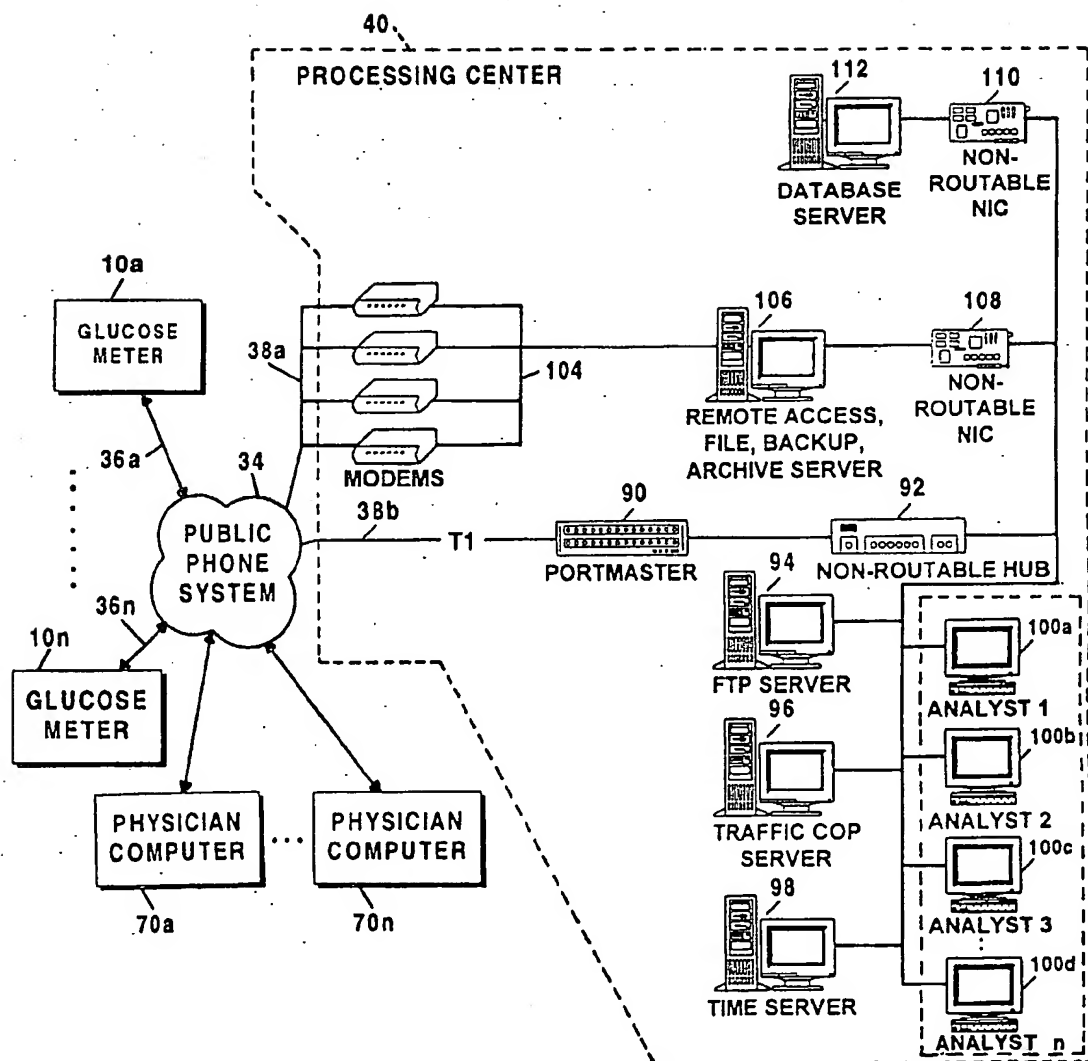 40
PROCESSING CENTER
112
110
DATABASE
SERVER
NON-
ROUTABLE
NIC
10a
GLUCOSE
METER
38a
104
106
108
REMOTE ACCESS,
FILE, BACKUP,
ARCHIVE SERVER
NON-
ROUTABLE
NIC
36a
34
MODEMS
PUBLIC
PHONE
SYSTEM
38b
T1
90
PORTMASTER
92
NON-ROUTABLE HUB
36n
10n
GLUCOSE
METER
94
FTP SERVER
100a
ANALYST 1
96
TRAFFIC COP
SERVER
100b
ANALYST 2
PHYSICIAN
COMPUTER
...
PHYSICIAN
COMPUTER
70a
70n
100c
ANALYST 3
98
TIME SERVER
100d
ANALYST n